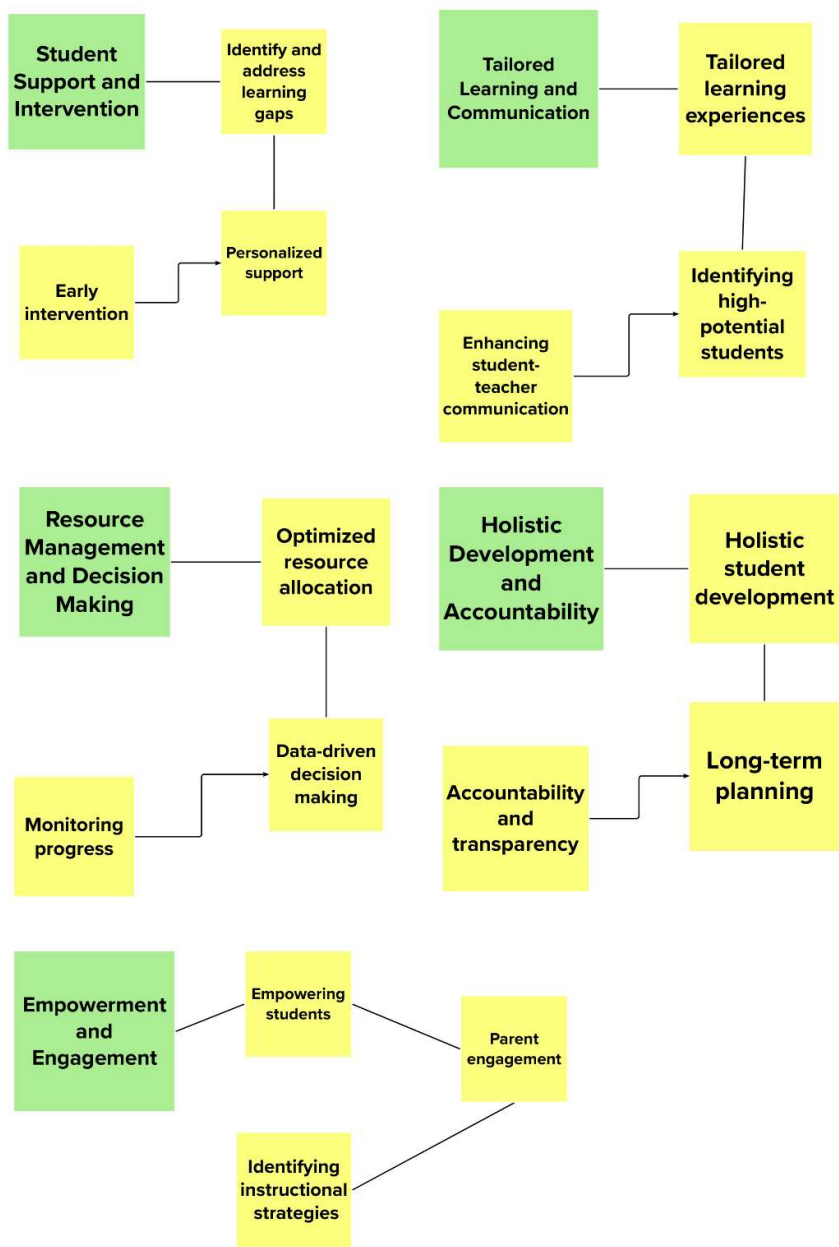 Student
Support and
Intervention
Identify and
address
learning
gaps
Early
intervention
Personalized
support
Tailored
Learning and
Communication
Tailored
learning
experiences
Enhancing
student-
teacher
communication
Identifying
high-
potential
students
Resource
Management
and Decision
Making
Optimized
resource
allocation
Monitoring
progress
Data-driven
decision
making
Holistic
Development
and
Accountability
Holistic
student
development
Accountability
and
transparency
Long-term
planning
Empowerment
and
Engagement
Empowering
students
Parent
engagement
Identifying
instructional
strategies